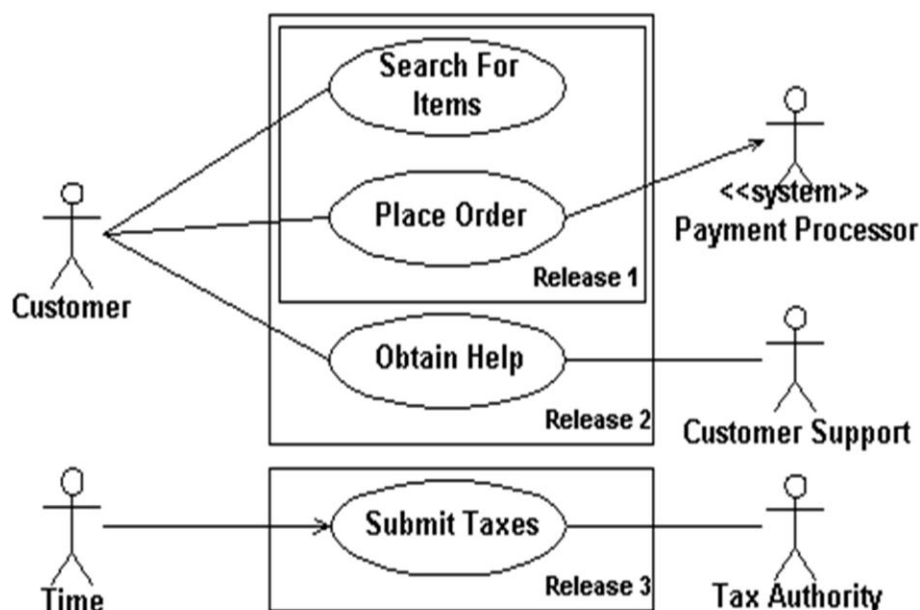 Search For
Items
<<system>>
Payment Processor
Place Order
Release 1
Customer
Obtain Help
Release 2
Customer Support
Submit Taxes
Release 3
Time
Tax Authority